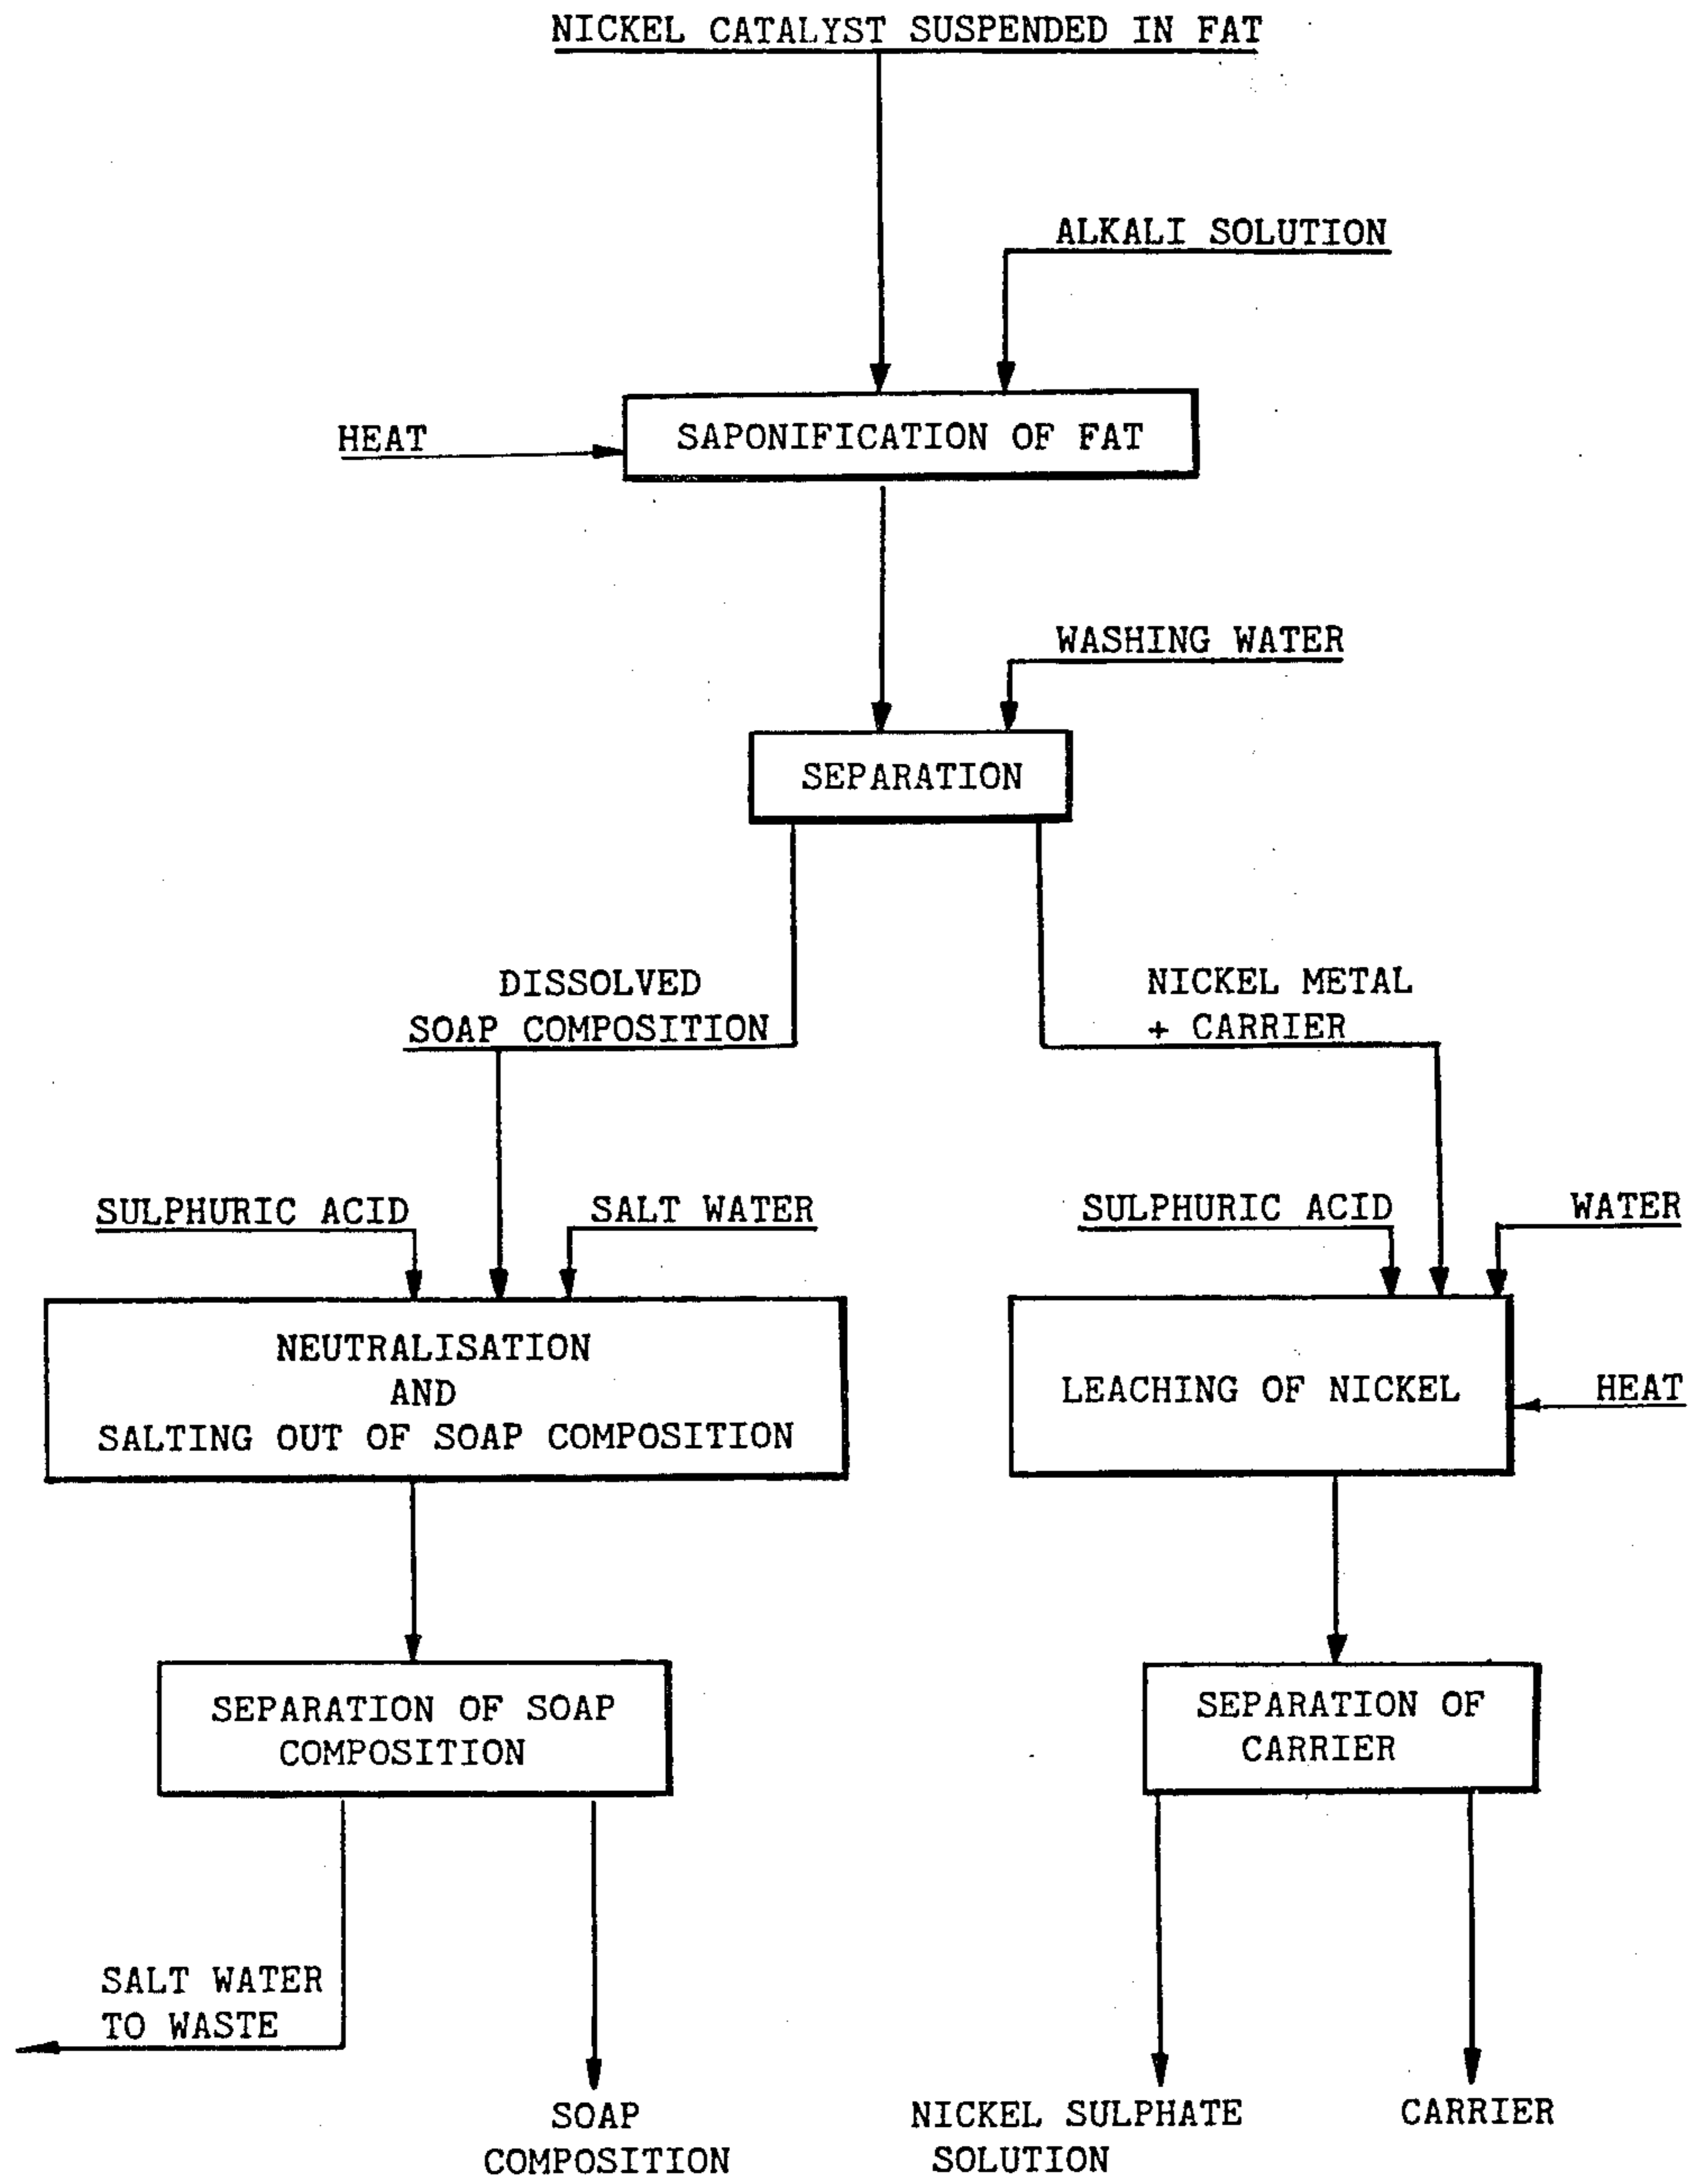 NICKEL CATALYST SUSPENDED IN FAT
ALKALI SOLUTION
HEAT
SAPONIFICATION OF FAT
WASHING WATER
SEPARATION
DISSOLVED
SOAP COMPOSITION
NICKEL METAL
+ CARRIER
SULPHURIC ACID
SALT WATER
SULPHURIC ACID
WATER
NEUTRALISATION
AND
SALTING OUT OF SOAP COMPOSITION
LEACHING OF NICKEL
HEAT
SEPARATION OF SOAP
COMPOSITION
SEPARATION OF
CARRIER
SALT WATER
TO WASTE
SOAP
COMPOSITION
NICKEL SULPHATE
SOLUTION
CARRIER